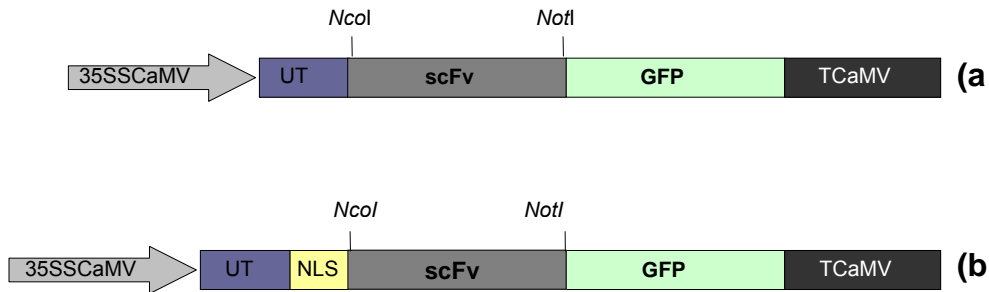 NcoI NotI
35SSCaMV UT scFv GFP TCaMV (a
NcoI NotI
35SSCaMV UT NLS scFv GFP TCaMV (b